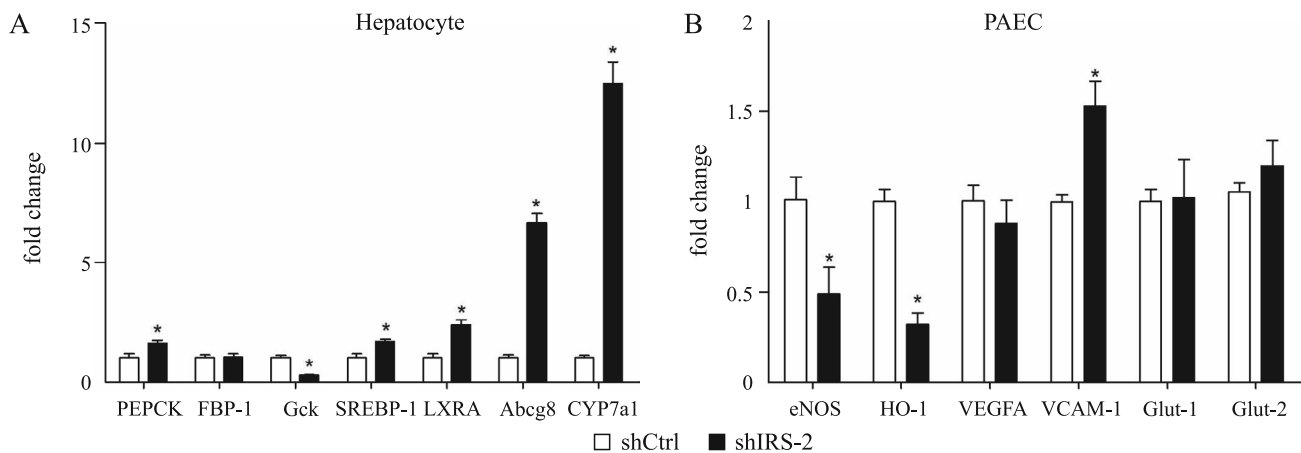 A
Hepatocyte
fold change
15
10
5
0
* * * * * *
PEPCK FBP-1 Gck SREBP-1 LXRA Abcg8 CYP7a1
B
PAEC
fold change
2
1.5
1
0.5
0
* * *
eNOS HO-1 VEGFA VCAM-1 Glut-1 Glut-2
shCtrl shIRS-2